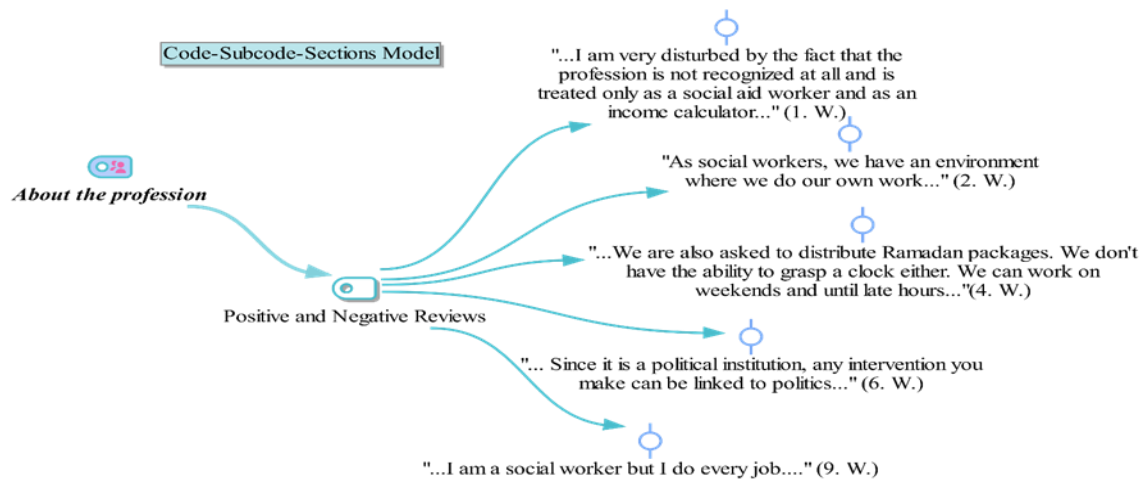 Code-Subcode-Sections Model
"...I am very disturbed by the fact that the
profession is not recognized at all and is
treated only as a social aid worker and as an
income calculator..." (1. W.)
About the profession
"As social workers, we have an environment
where we do our own work..." (2. W.)
"...We are also asked to distribute Ramadan packages. We don't
have the ability to grasp a clock either. We can work on
weekends and until late hours..."(4. W.)
Positive and Negative Reviews
"... Since it is a political institution, any intervention you
make can be linked to politics..." (6. W.)
"...I am a social worker but I do every job...." (9. W.)